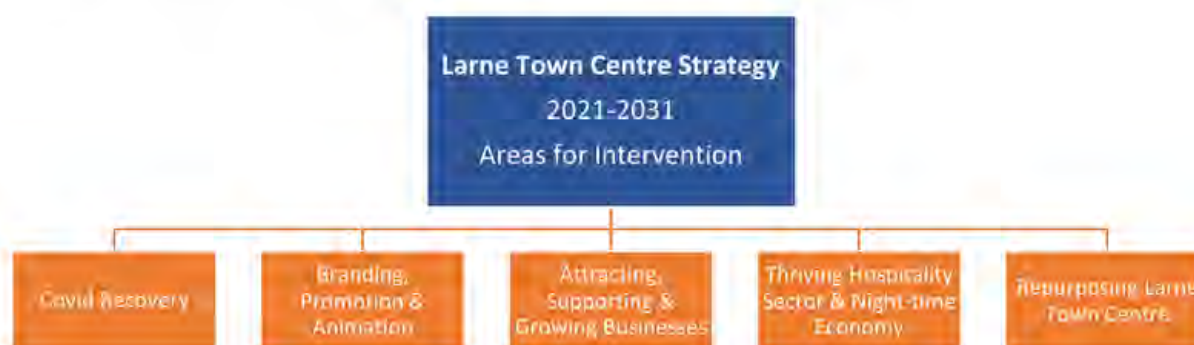 Larne Town Centre Strategy
2021-2031
Areas for Intervention
Covid Recovery
Branding,
Promotion &
Animation
Attracting,
Supporting &
Growing Businesses
Thriving Hospitality
Sector & Night-time
Economy
Repurposing Larne
Town Centre